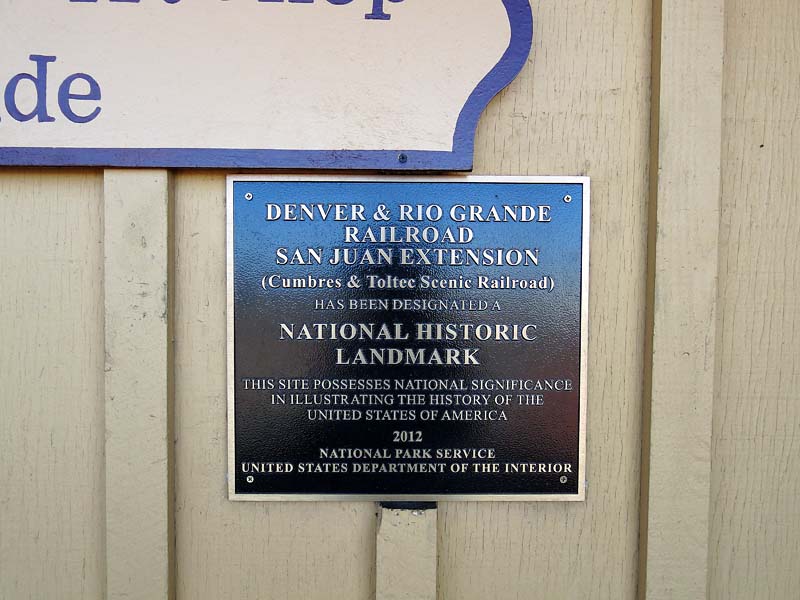 DENVER & RIO GRANDE
RAILROAD
SAN JUAN EXTENSION
(Cumbres & Toltec Scenic Railroad)
HAS BEEN DESIGNATED A
NATIONAL HISTORIC
LANDMARK
THIS SITE POSSESSES NATIONAL SIGNIFICANCE
IN ILLUSTRATING THE HISTORY OF THE
UNITED STATES OF AMERICA
2012
NATIONAL PARK SERVICE
UNITED STATES DEPARTMENT OF THE INTERIOR